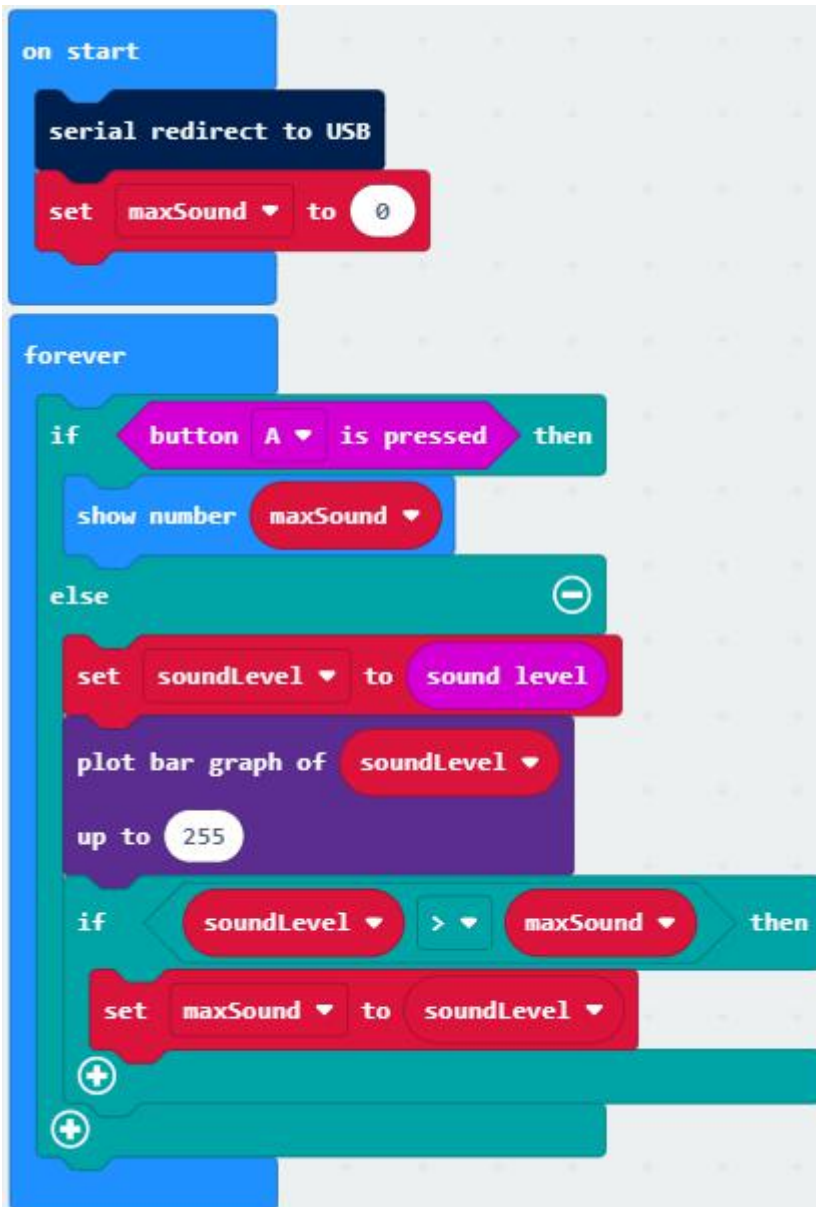 on start
serial redirect to USB
set maxSound to 0
forever
if button A is pressed then
show number maxSound
else
set soundLevel to sound level
plot bar graph of soundLevel
up to 255
if soundLevel > maxSound then
set maxSound to soundLevel